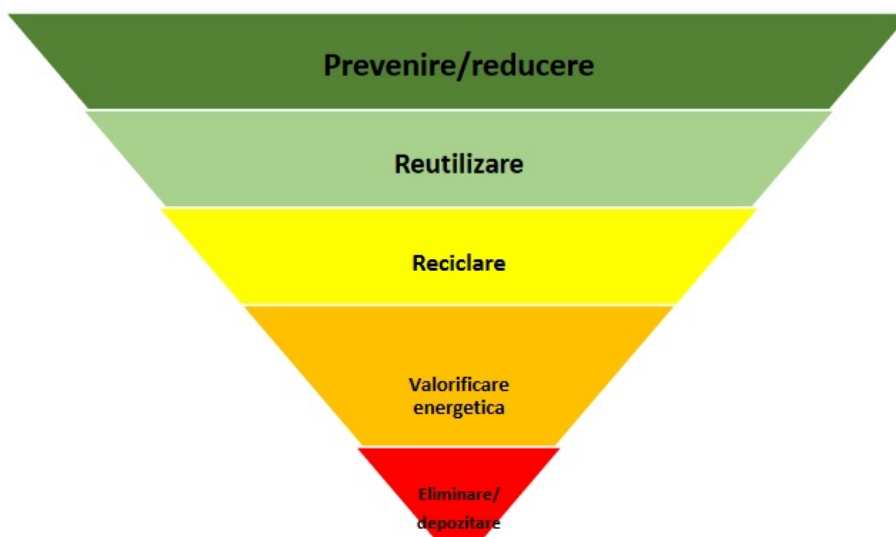 Prevenire/reducere
Reutilizare
Reciclare
Valorificare
energetica
Eliminare/
depozitare